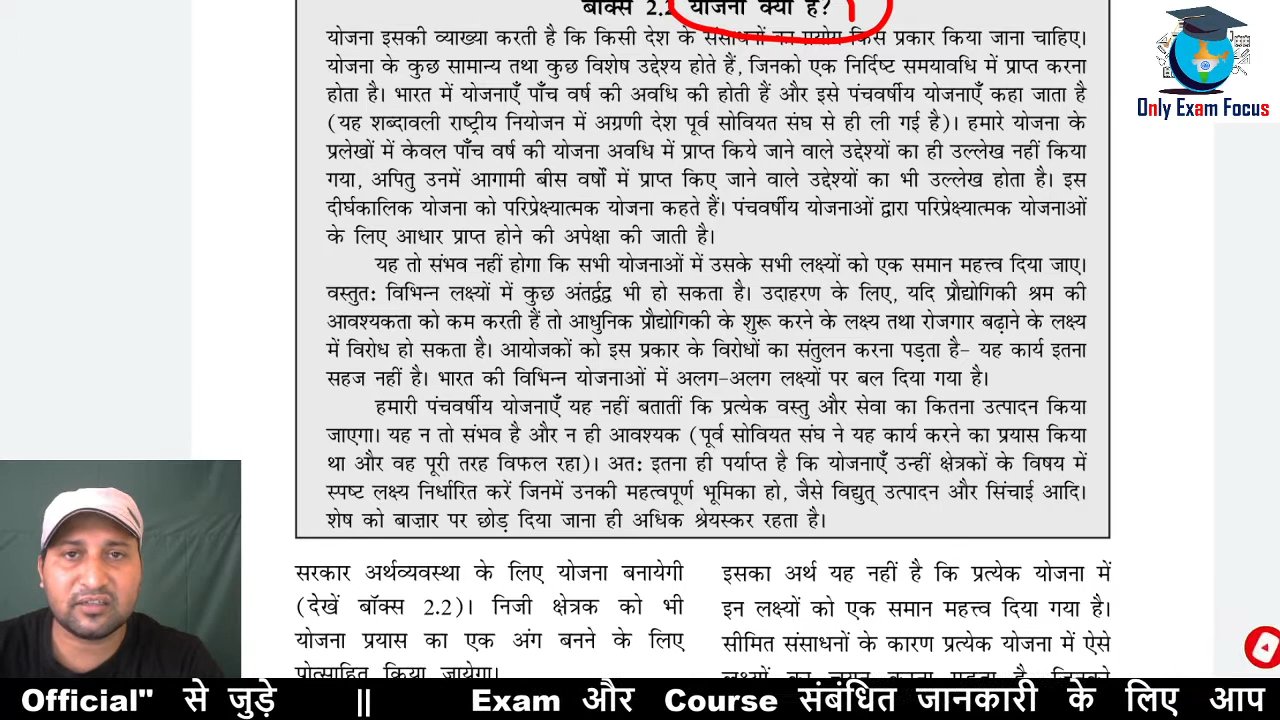 बॉक्स 2.2 योजना क्या है?
योजना इसकी व्याख्या करती है कि किसी देश के संसाधनों का प्रयोग किस प्रकार किया जाना चाहिए।
योजना के कुछ सामान्य तथा कुछ विशेष उद्देश्य होते हैं, जिनको एक निर्दिष्ट समयावधि में प्राप्त करना
होता है। भारत में योजनाएँ पाँच वर्ष की अवधि की होती हैं और इसे पंचवर्षीय योजनाएँ कहा जाता है
(यह शब्दावली राष्ट्रीय नियोजन में अग्रणी देश पूर्व सोवियत संघ से ही ली गई है)। हमारे योजना के
प्रलेखों में केवल पाँच वर्ष की योजना अवधि में प्राप्त किये जाने वाले उद्देश्यों का ही उल्लेख नहीं किया
गया, अपितु उनमें आगामी बीस वर्षों में प्राप्त किए जाने वाले उद्देश्यों का भी उल्लेख होता है। इस
दीर्घकालिक योजना को परिप्रेक्ष्यात्मक योजना कहते हैं। पंचवर्षीय योजनाओं द्वारा परिप्रेक्ष्यात्मक योजनाओं
के लिए आधार प्राप्त होने की अपेक्षा की जाती है।
यह तो संभव नहीं होगा कि सभी योजनाओं में उसके सभी लक्ष्यों को एक समान महत्त्व दिया जाए।
वस्तुत: विभिन्न लक्ष्यों में कुछ अंतर्द्वंद्व भी हो सकता है। उदाहरण के लिए, यदि प्रौद्योगिकी श्रम की
आवश्यकता को कम करती हैं तो आधुनिक प्रौद्योगिकी के शुरू करने के लक्ष्य तथा रोजगार बढ़ाने के लक्ष्य
में विरोध हो सकता है। आयोजकों को इस प्रकार के विरोधों का संतुलन करना पड़ता है- यह कार्य इतना
सहज नहीं है। भारत की विभिन्न योजनाओं में अलग-अलग लक्ष्यों पर बल दिया गया है।
हमारी पंचवर्षीय योजनाएँ यह नहीं बतातीं कि प्रत्येक वस्तु और सेवा का कितना उत्पादन किया
जाएगा। यह न तो संभव है और न ही आवश्यक (पूर्व सोवियत संघ ने यह कार्य करने का प्रयास किया
था और वह पूरी तरह विफल रहा)। अत: इतना ही पर्याप्त है कि योजनाएँ उन्हीं क्षेत्रकों के विषय में
स्पष्ट लक्ष्य निर्धारित करें जिनमें उनकी महत्वपूर्ण भूमिका हो, जैसे विद्युत् उत्पादन और सिंचाई आदि।
शेष को बाज़ार पर छोड़ दिया जाना ही अधिक श्रेयस्कर रहता है।
सरकार अर्थव्यवस्था के लिए योजना बनायेगी
(देखें बॉक्स 2.2)। निजी क्षेत्रक को भी
योजना प्रयास का एक अंग बनने के लिए
प्रोत्साहित किया जायेगा।
इसका अर्थ यह नहीं है कि प्रत्येक योजना में
इन लक्ष्यों को एक समान महत्त्व दिया गया है।
सीमित संसाधनों के कारण प्रत्येक योजना में ऐसे
लक्ष्यों का चयन करना पड़ता है, जिनको
Only Exam Focus
Official" से जुड़े || Exam और Course संबंधित जानकारी के लिए आप